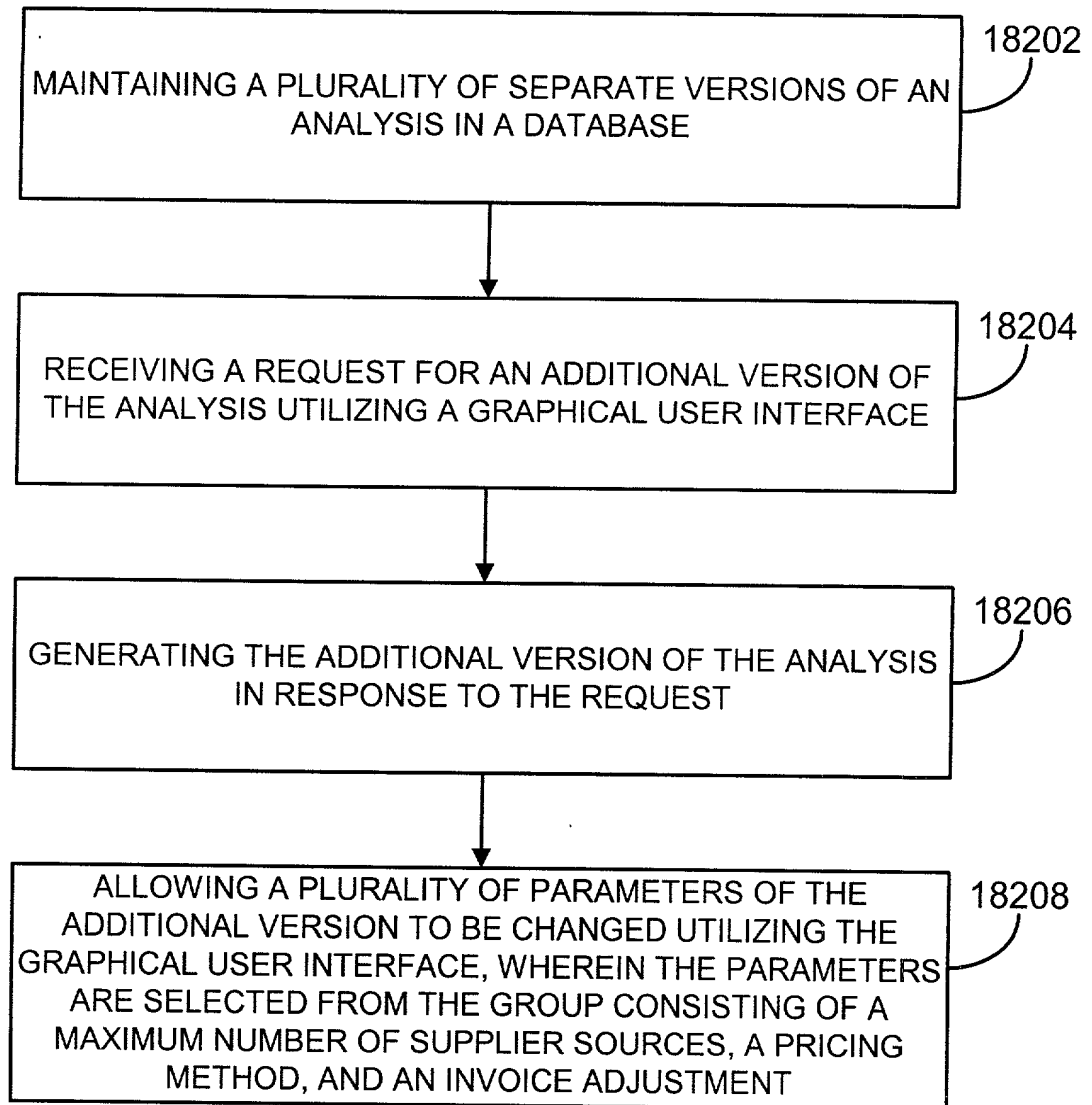 18202
MAINTAINING A PLURALITY OF SEPARATE VERSIONS OF AN
ANALYSIS IN A DATABASE
18204
RECEIVING A REQUEST FOR AN ADDITIONAL VERSION OF
THE ANALYSIS UTILIZING A GRAPHICAL USER INTERFACE
18206
GENERATING THE ADDITIONAL VERSION OF THE ANALYSIS
IN RESPONSE TO THE REQUEST
18208
ALLOWING A PLURALITY OF PARAMETERS OF THE
ADDITIONAL VERSION TO BE CHANGED UTILIZING THE
GRAPHICAL USER INTERFACE, WHEREIN THE PARAMETERS
ARE SELECTED FROM THE GROUP CONSISTING OF A
MAXIMUM NUMBER OF SUPPLIER SOURCES, A PRICING
METHOD, AND AN INVOICE ADJUSTMENT